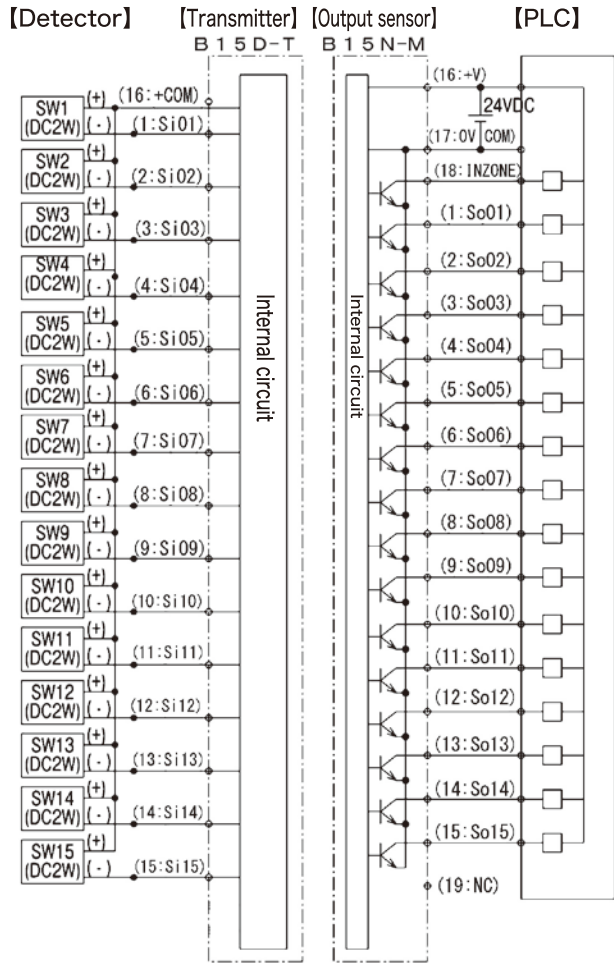 【Detector】 【Transmitter】 【Output sensor】 【PLC】
B15D-T B15N-M
SW1
(DC2W)
(+)
(-)
(16:+COM)
(1:Si01)
SW2
(DC2W)
(+)
(-)
(2:Si02)
SW3
(DC2W)
(+)
(-)
(3:Si03)
SW4
(DC2W)
(+)
(-)
(4:Si04)
SW5
(DC2W)
(+)
(-)
(5:Si05)
SW6
(DC2W)
(+)
(-)
(6:Si06)
SW7
(DC2W)
(+)
(-)
(7:Si07)
SW8
(DC2W)
(+)
(-)
(8:Si08)
SW9
(DC2W)
(+)
(-)
(9:Si09)
SW10
(DC2W)
(+)
(-)
(10:Si10)
SW11
(DC2W)
(+)
(-)
(11:Si11)
SW12
(DC2W)
(+)
(-)
(12:Si12)
SW13
(DC2W)
(+)
(-)
(13:Si13)
SW14
(DC2W)
(+)
(-)
(14:Si14)
SW15
(DC2W)
(+)
(-)
(15:Si15)
Internal circuit
Internal circuit
(16:+V)
24VDC
(17:0V COM)
(18:INZONE)
(1:So01)
(2:So02)
(3:So03)
(4:So04)
(5:So05)
(6:So06)
(7:So07)
(8:So08)
(9:So09)
(10:So10)
(11:So11)
(12:So12)
(13:So13)
(14:So14)
(15:So15)
(19:NC)